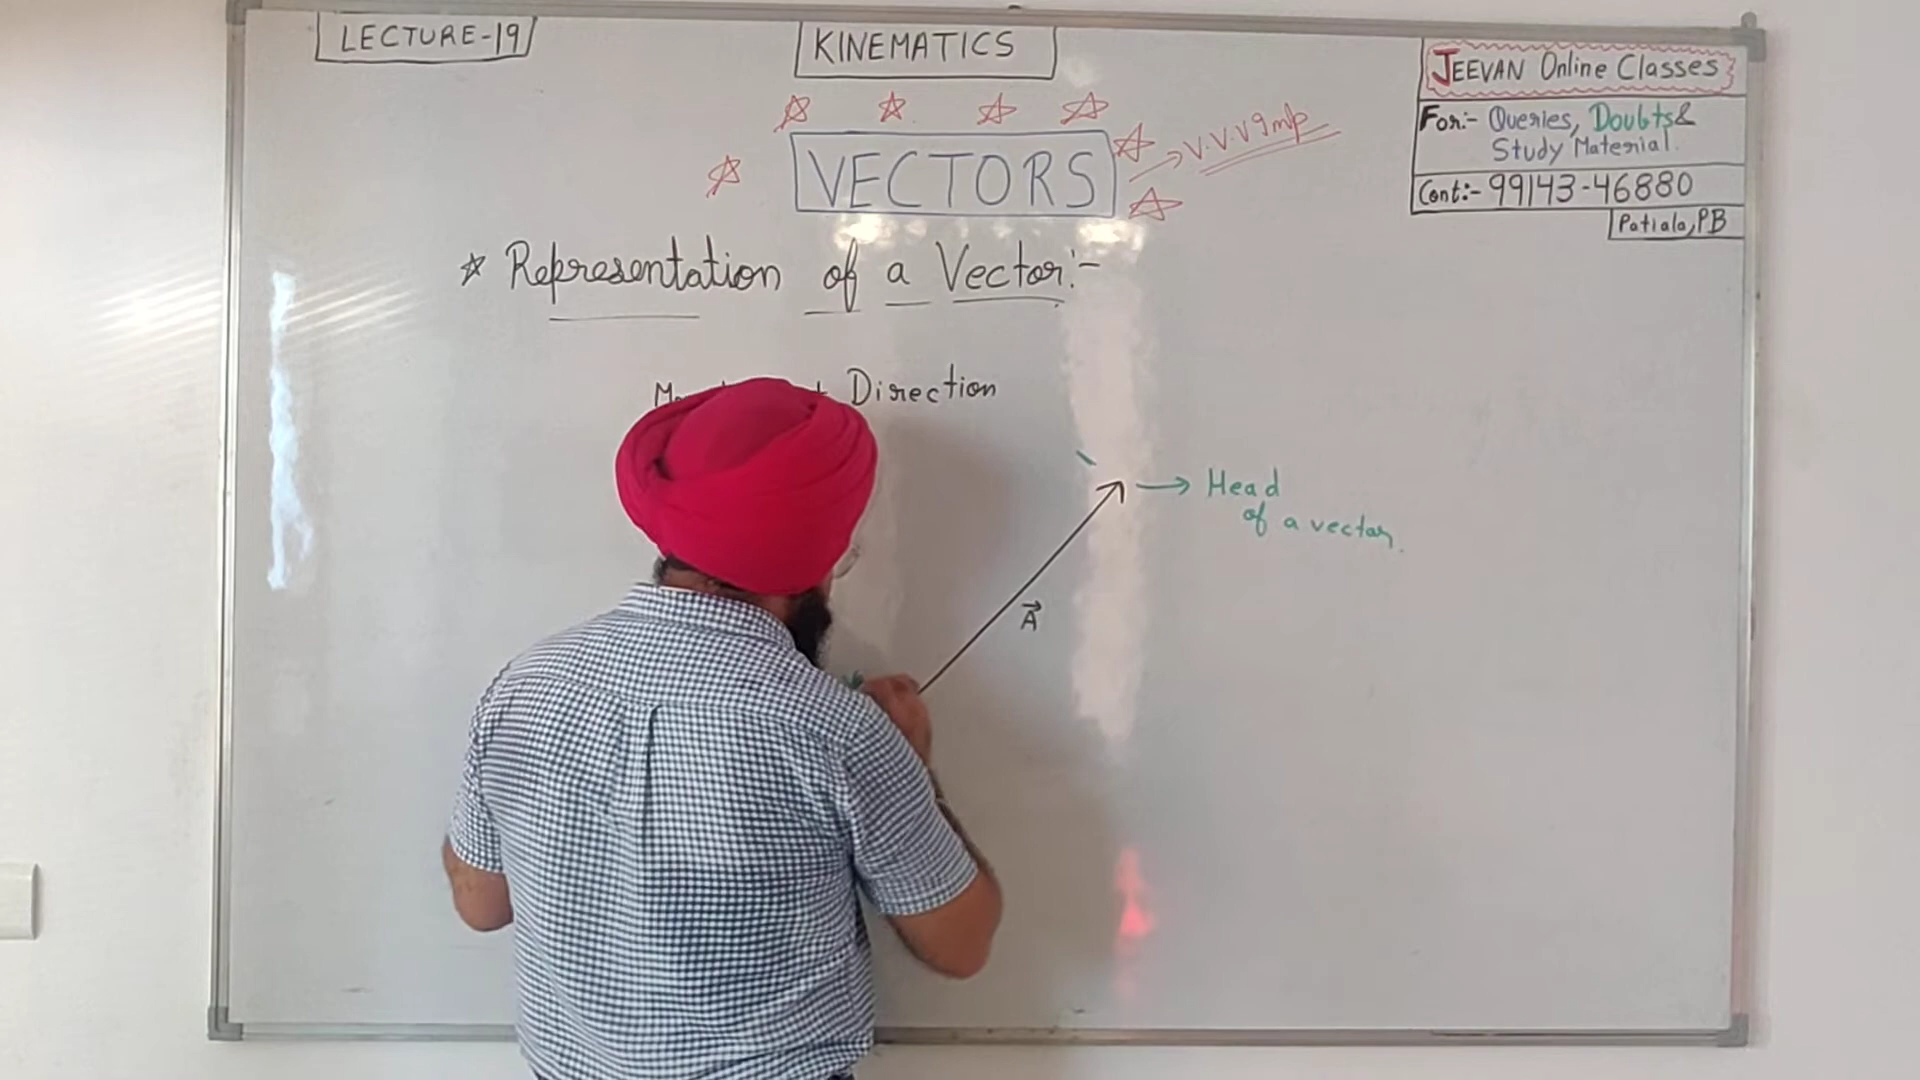 LECTURE-19
KINEMATICS
JEEVAN Online Classes
For:- Queries, Doubts &
Study Material.
Cont:- 99143-46880
Patiala, PB
VECTORS
V.V.V9mp
Representation of a Vector:-
Direction
Head
of a vector.
A⃗